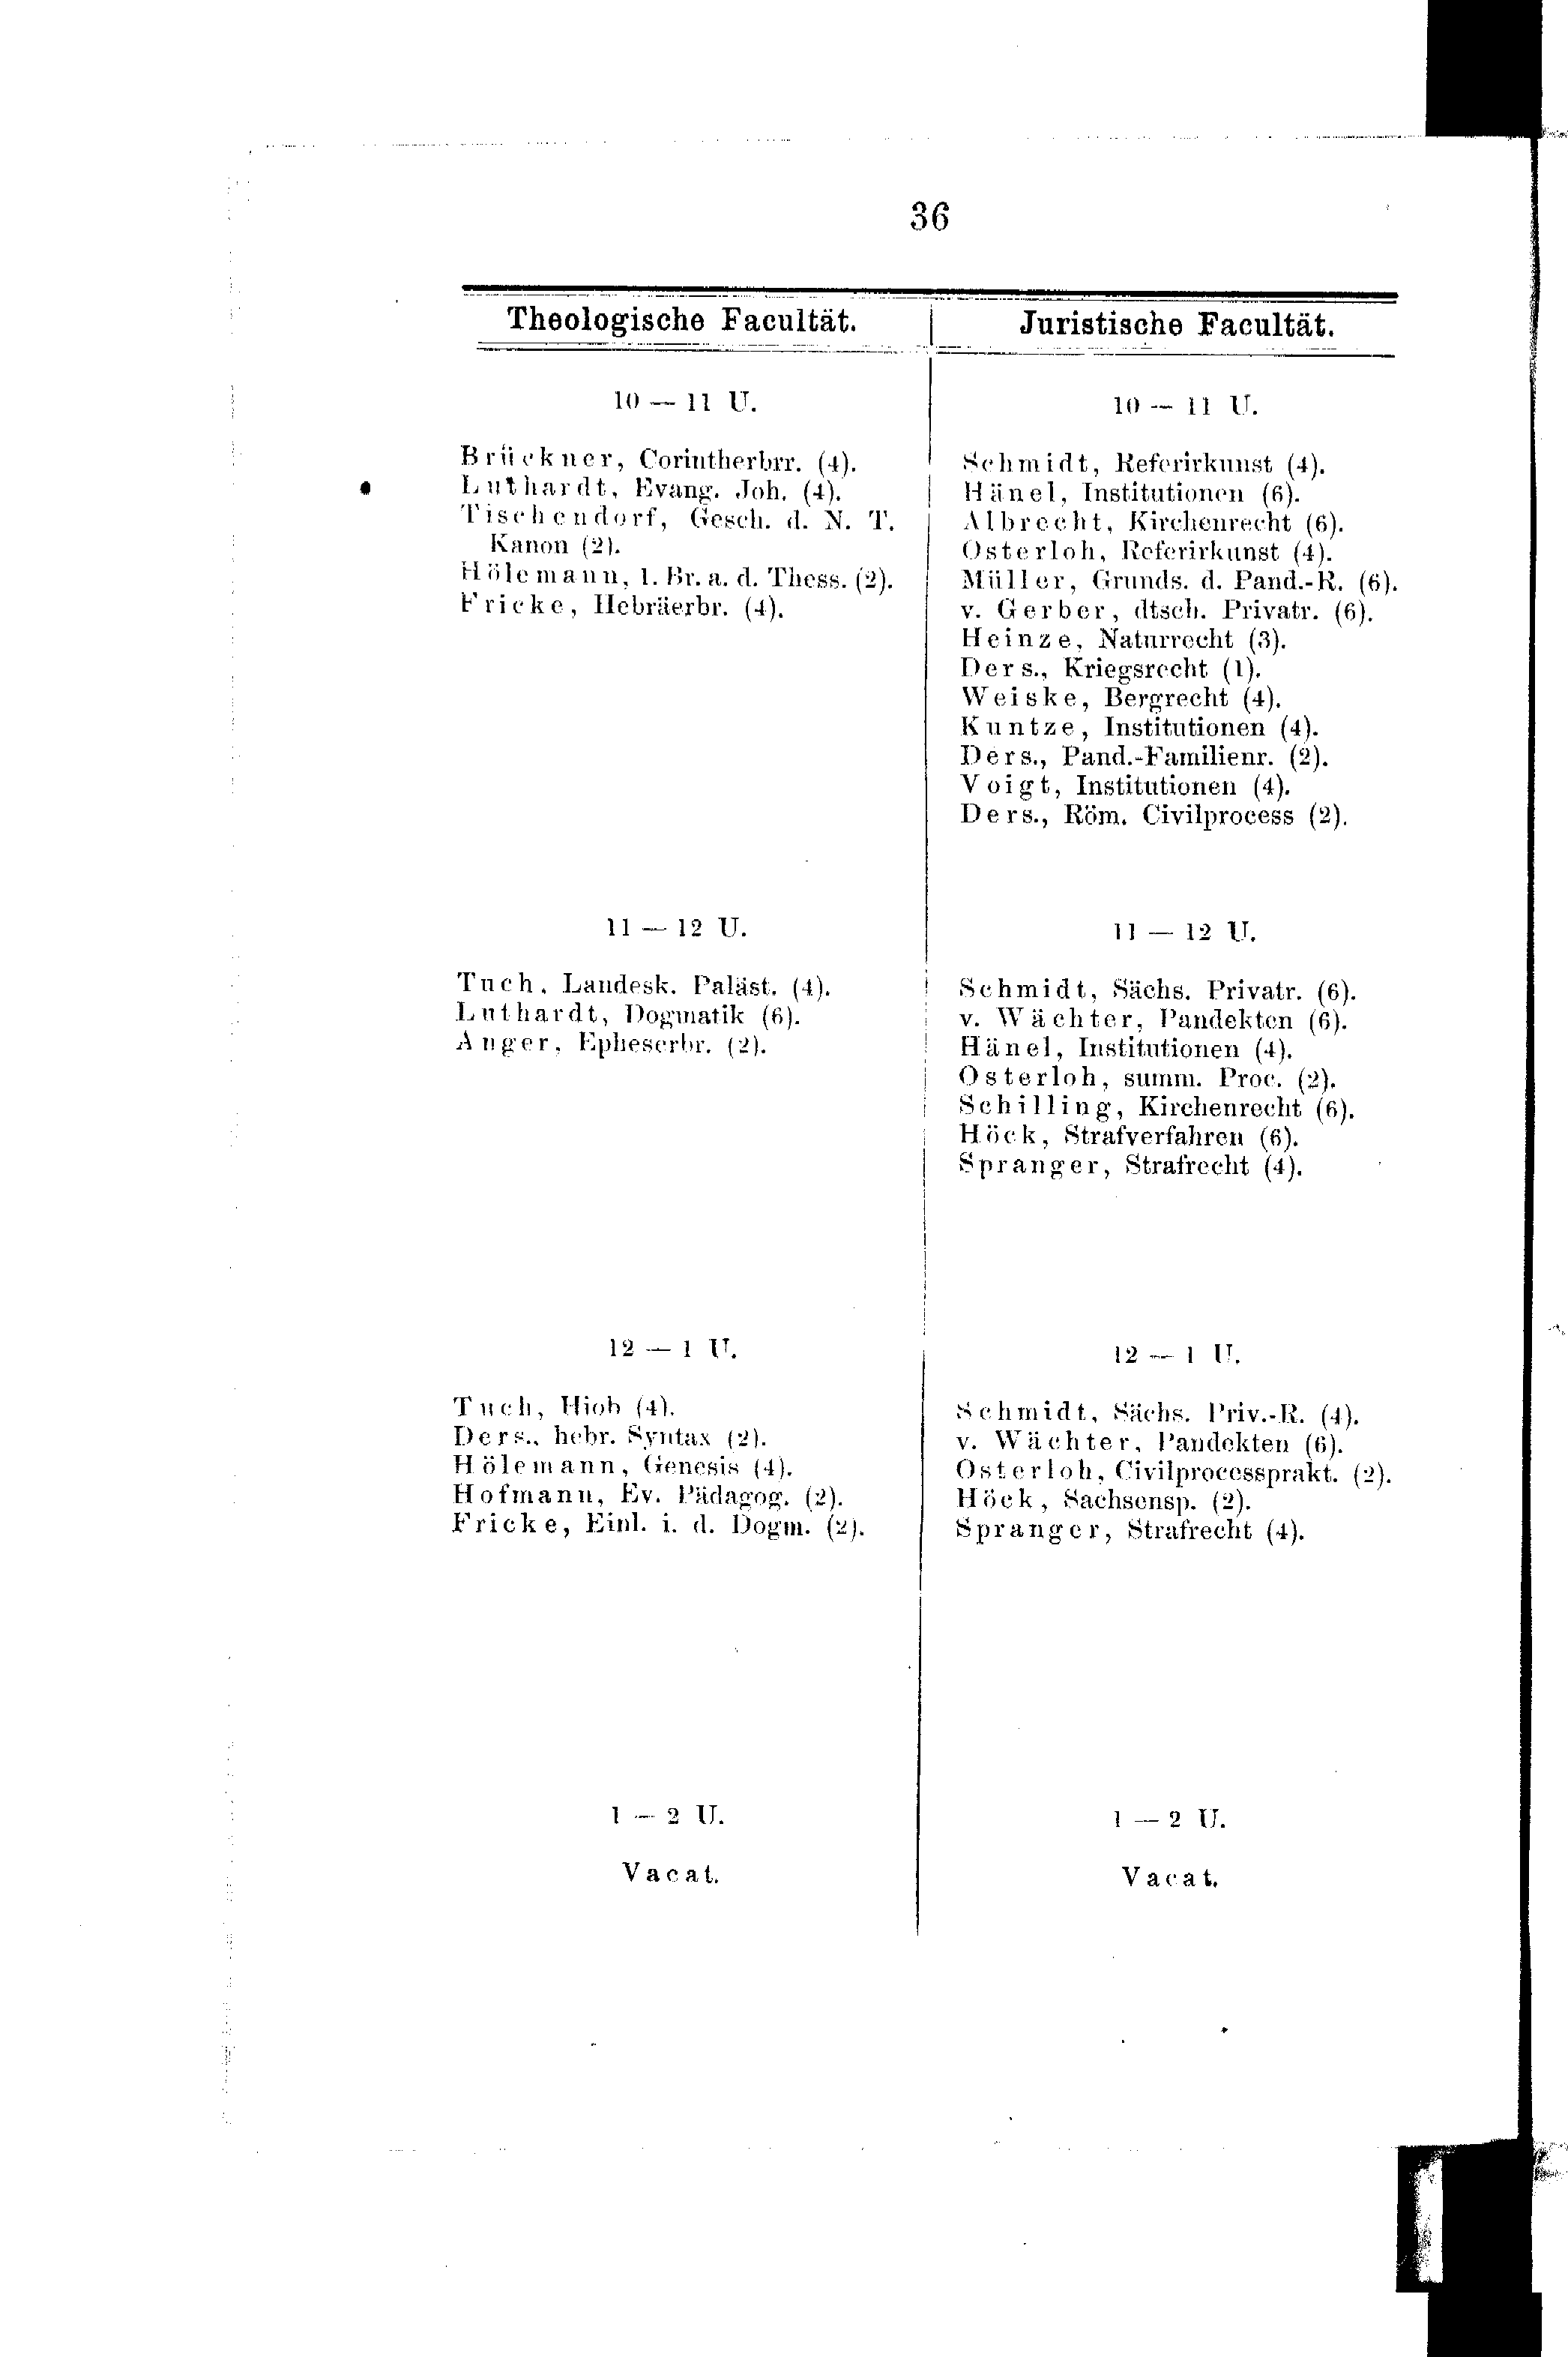 36
Theologische Facultät.
10 — 11 U.
Brückner, Corintherbrr. (4).
Luthardt, Evang. Joh. (4).
Tischendorf, Gesch. d. N. T.
Kanon (2).
Hölemann, 1. Br. a. d. Thess. (2).
Fricke, Hebräerbr. (4).
11 — 12 U.
Tuch, Landesk. Paläst. (4).
Luthardt, Dogmatik (6).
Anger, Epheserbr. (2).
12 — 1 U.
Tuch, Hiob (4).
Ders., hebr. Syntax (2).
Hölemann, Genesis (4).
Hofmann, Ev. Pädagog. (2).
Fricke, Einl. i. d. Dogm. (2).
1 — 2 U.
Vacat.
Juristische Facultät.
10 — 11 U.
Schmidt, Referirkunst (4).
Hänel, Institutionen (6).
Albrecht, Kirchenrecht (6).
Osterloh, Referirkunst (4).
Müller, Grunds. d. Pand.-R. (6).
v. Gerber, dtsch. Privatr. (6).
Heinze, Naturrecht (3).
Ders., Kriegsrecht (1).
Weiske, Bergrecht (4).
Kuntze, Institutionen (4).
Ders., Pand.-Familienr. (2).
Voigt, Institutionen (4).
Ders., Röm. Civilprocess (2).
11 — 12 U.
Schmidt, Sächs. Privatr. (6).
v. Wächter, Pandekten (6).
Hänel, Institutionen (4).
Osterloh, summ. Proc. (2).
Schilling, Kirchenrecht (6).
Höck, Strafverfahren (6).
Spranger, Strafrecht (4).
12 — 1 U.
Schmidt, Sächs. Priv.-R. (4).
v. Wächter, Pandekten (6).
Osterloh, Civilprocessprakt. (2).
Höck, Sachsensp. (2).
Spranger, Strafrecht (4).
1 — 2 U.
Vacat.